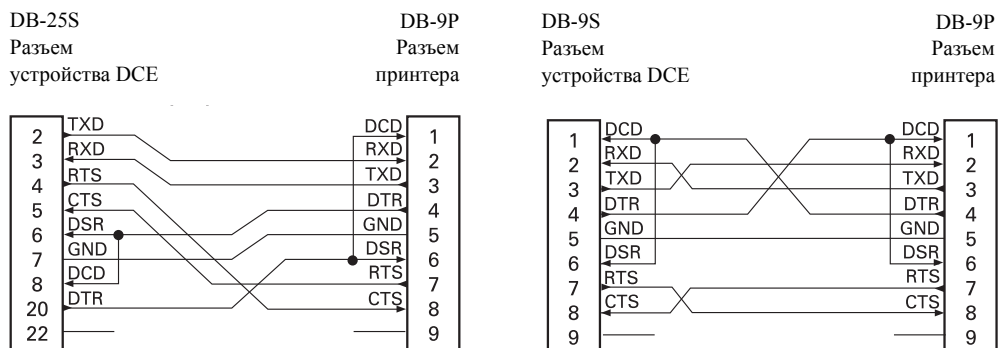 DB-25S
Разъем
устройства DCE
DB-9P
Разъем
принтера
2 TXD DCD 1
3 RXD RXD 2
4 RTS TXD 3
5 CTS DTR 4
6 DSR GND 5
7 GND DSR 6
8 DCD RTS 7
20 DTR CTS 8
22 9
DB-9S
Разъем
устройства DCE
DB-9P
Разъем
принтера
1 DCD DCD 1
2 RXD RXD 2
3 TXD TXD 3
4 DTR DTR 4
5 GND GND 5
6 DSR DSR 6
7 RTS RTS 7
8 CTS CTS 8
9 9